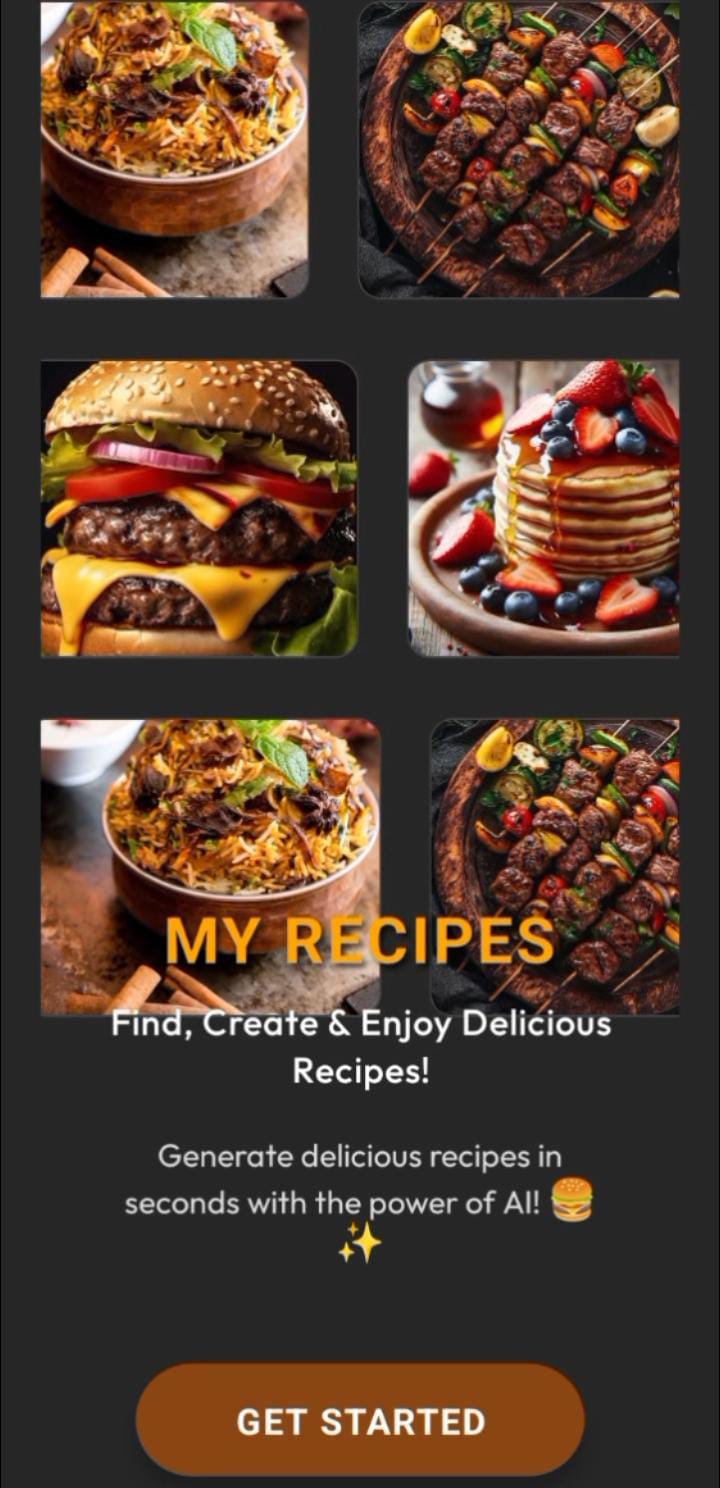 MY RECIPES
Find, Create & Enjoy Delicious
Recipes!
Generate delicious recipes in
seconds with the power of AI! 🍔
✨
GET STARTED